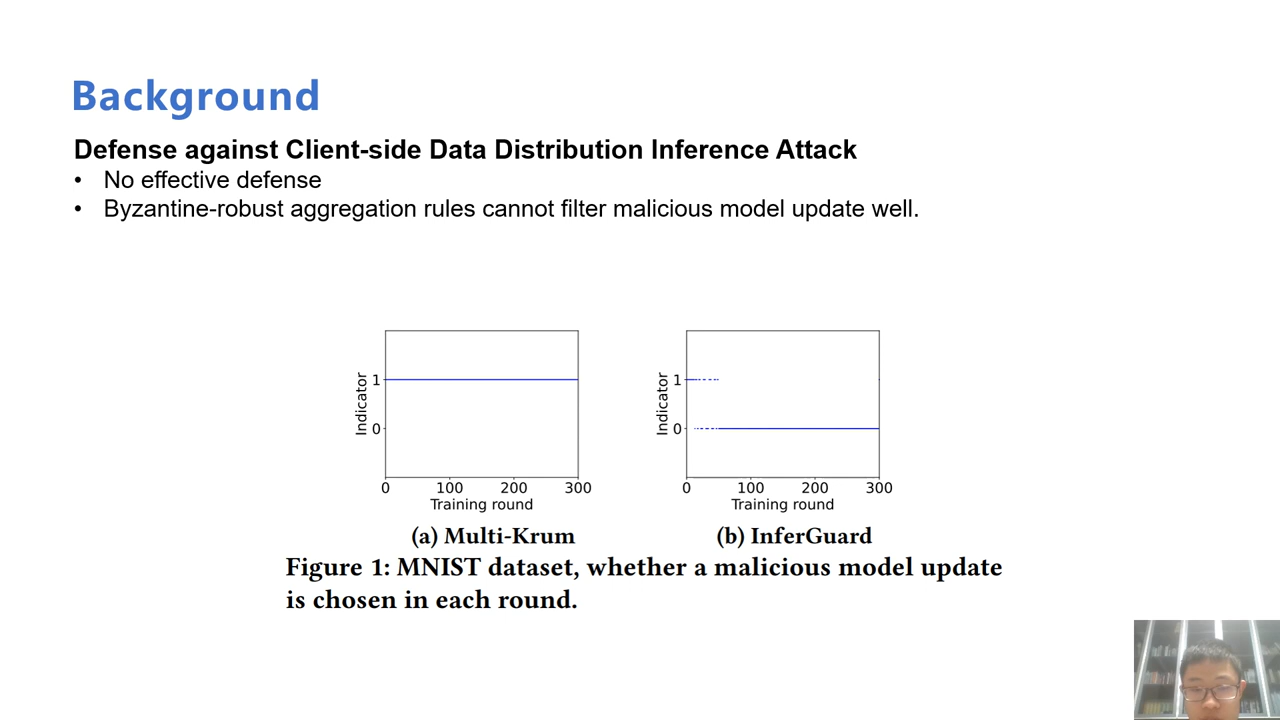 Background
Defense against Client-side Data Distribution Inference Attack
• No effective defense
• Byzantine-robust aggregation rules cannot filter malicious model update well.
Indicator
1
0
0 100 200 300
Training round
(a) Multi-Krum
Indicator
1
0
0 100 200 300
Training round
(b) InferGuard
Figure 1: MNIST dataset, whether a malicious model update
is chosen in each round.